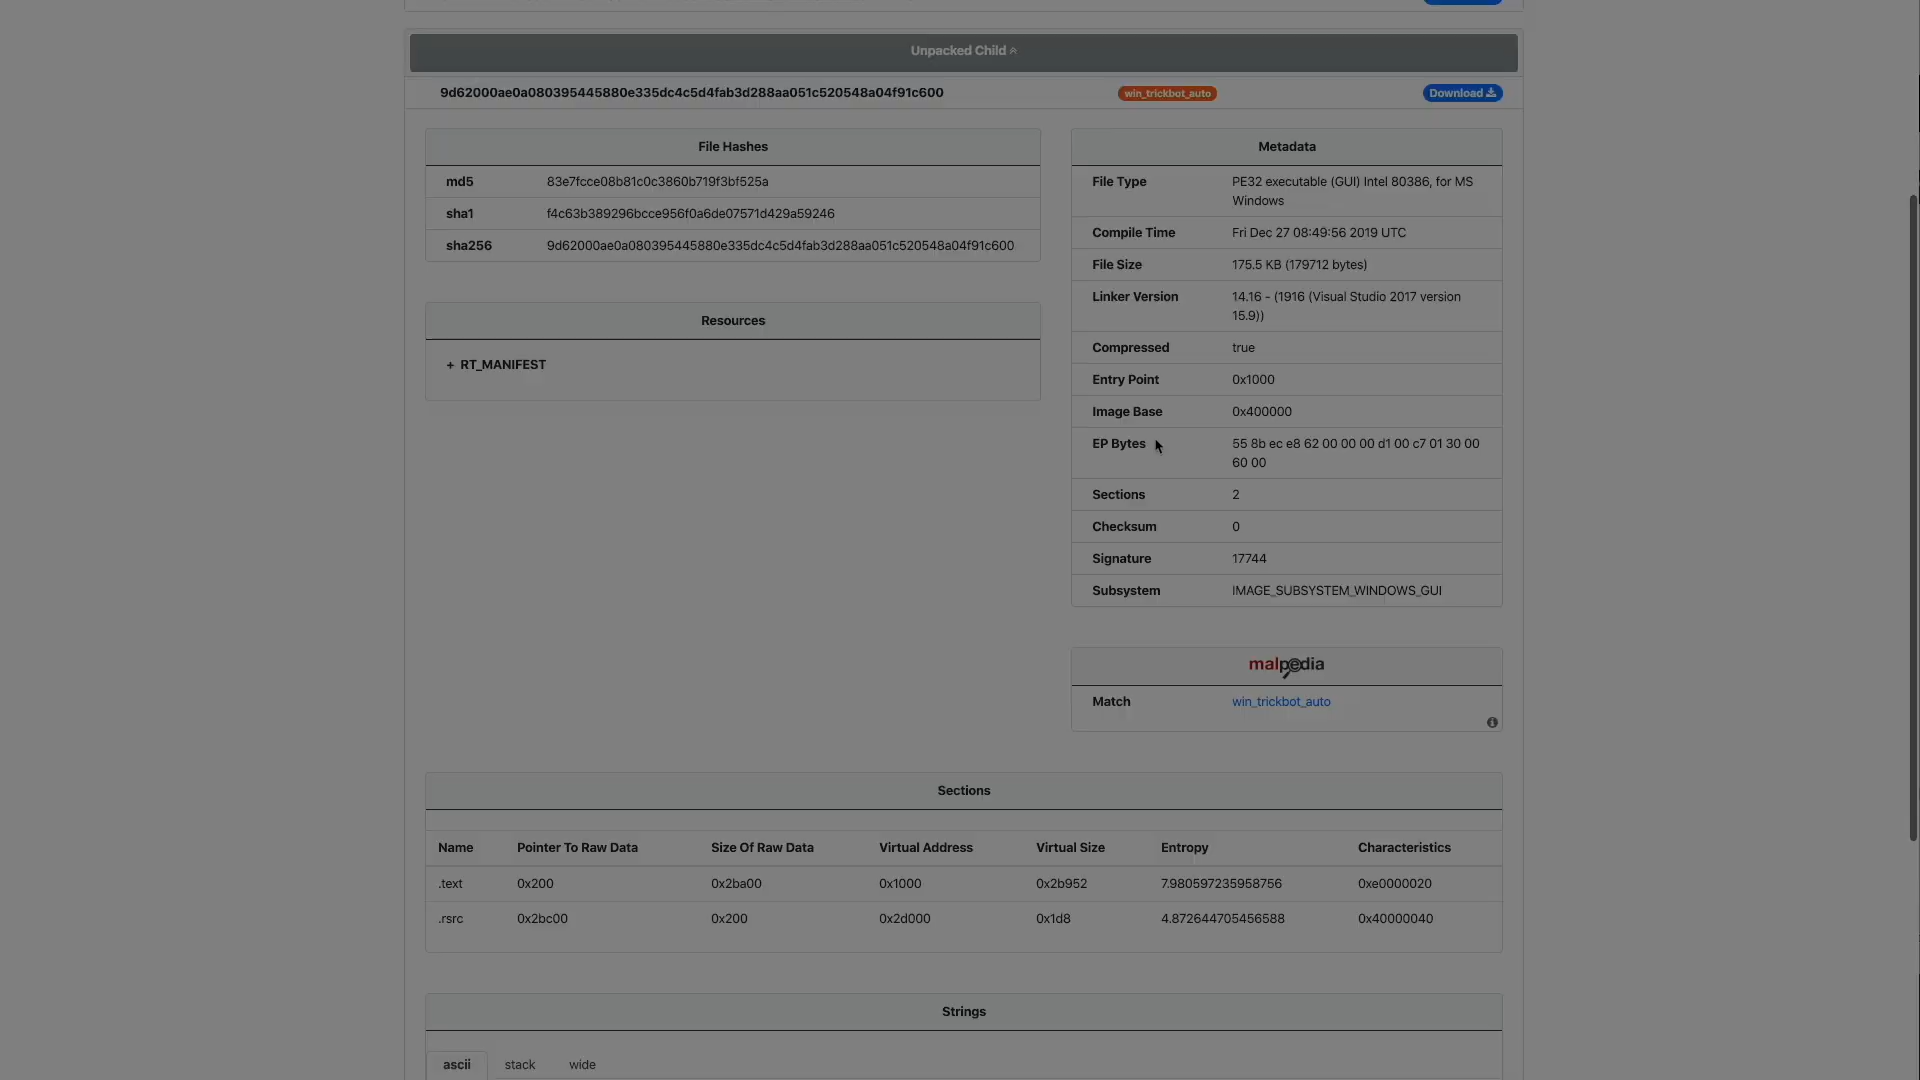 Unpacked Child
9d62000ae0a080395445880e335dc4c5d4fab3d288aa051c520548a04f91c600 win_trickbot_auto Download
File Hashes
md5 83e7fcce08b81c0c3860b719f3bf525a
sha1 f4c63b389296bcce956f0a6de07571d429a59246
sha256 9d62000ae0a080395445880e335dc4c5d4fab3d288aa051c520548a04f91c600
Resources
+ RT_MANIFEST
Metadata
File Type PE32 executable (GUI) Intel 80386, for MS
Windows
Compile Time Fri Dec 27 08:49:56 2019 UTC
File Size 175.5 KB (179712 bytes)
Linker Version 14.16 - (1916 (Visual Studio 2017 version
15.9))
Compressed true
Entry Point 0x1000
Image Base 0x400000
EP Bytes 55 8b ec e8 62 00 00 00 d1 00 c7 01 30 00
60 00
Sections 2
Checksum 0
Signature 17744
Subsystem IMAGE_SUBSYSTEM_WINDOWS_GUI
malpedia
Match win_trickbot_auto
Sections
Name Pointer To Raw Data Size Of Raw Data Virtual Address Virtual Size Entropy Characteristics
.text 0x200 0x2ba00 0x1000 0x2b952 7.980597235958756 0xe0000020
.rsrc 0x2bc00 0x200 0x2d000 0x1d8 4.872644705456588 0x40000040
Strings
ascii stack wide